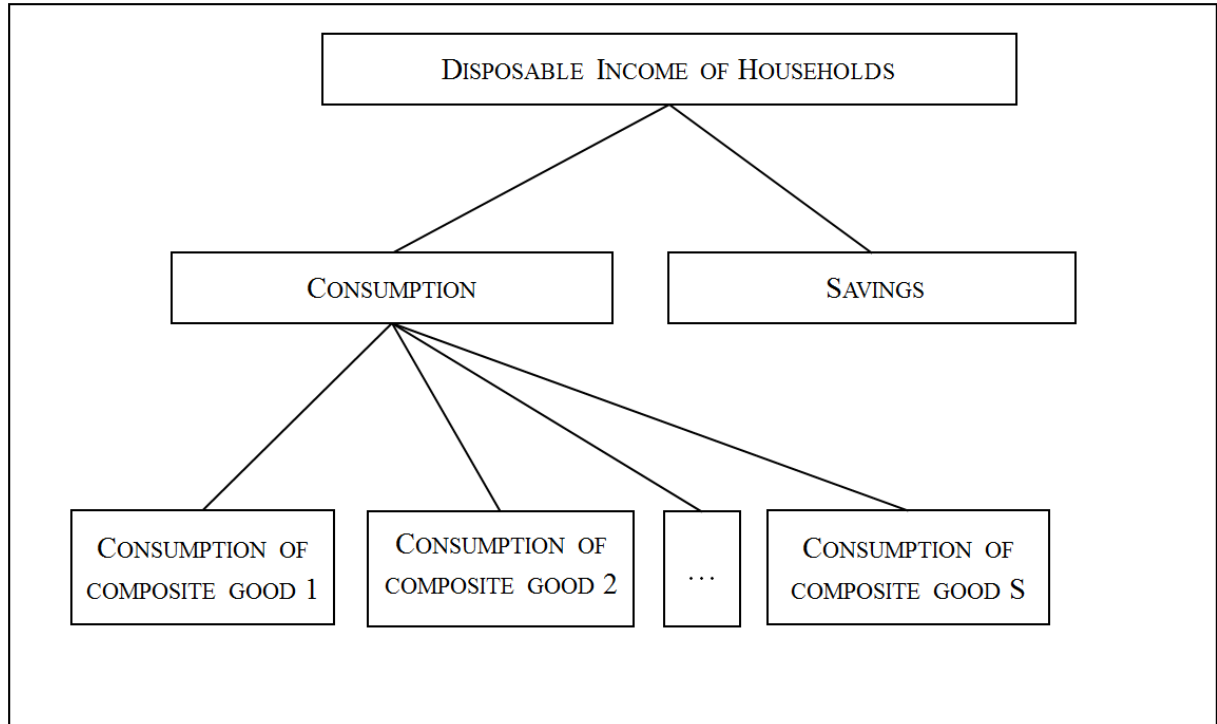 DISPOSABLE INCOME OF HOUSEHOLDS
CONSUMPTION
SAVINGS
CONSUMPTION OF
COMPOSITE GOOD 1
CONSUMPTION OF
COMPOSITE GOOD 2
...
CONSUMPTION OF
COMPOSITE GOOD S